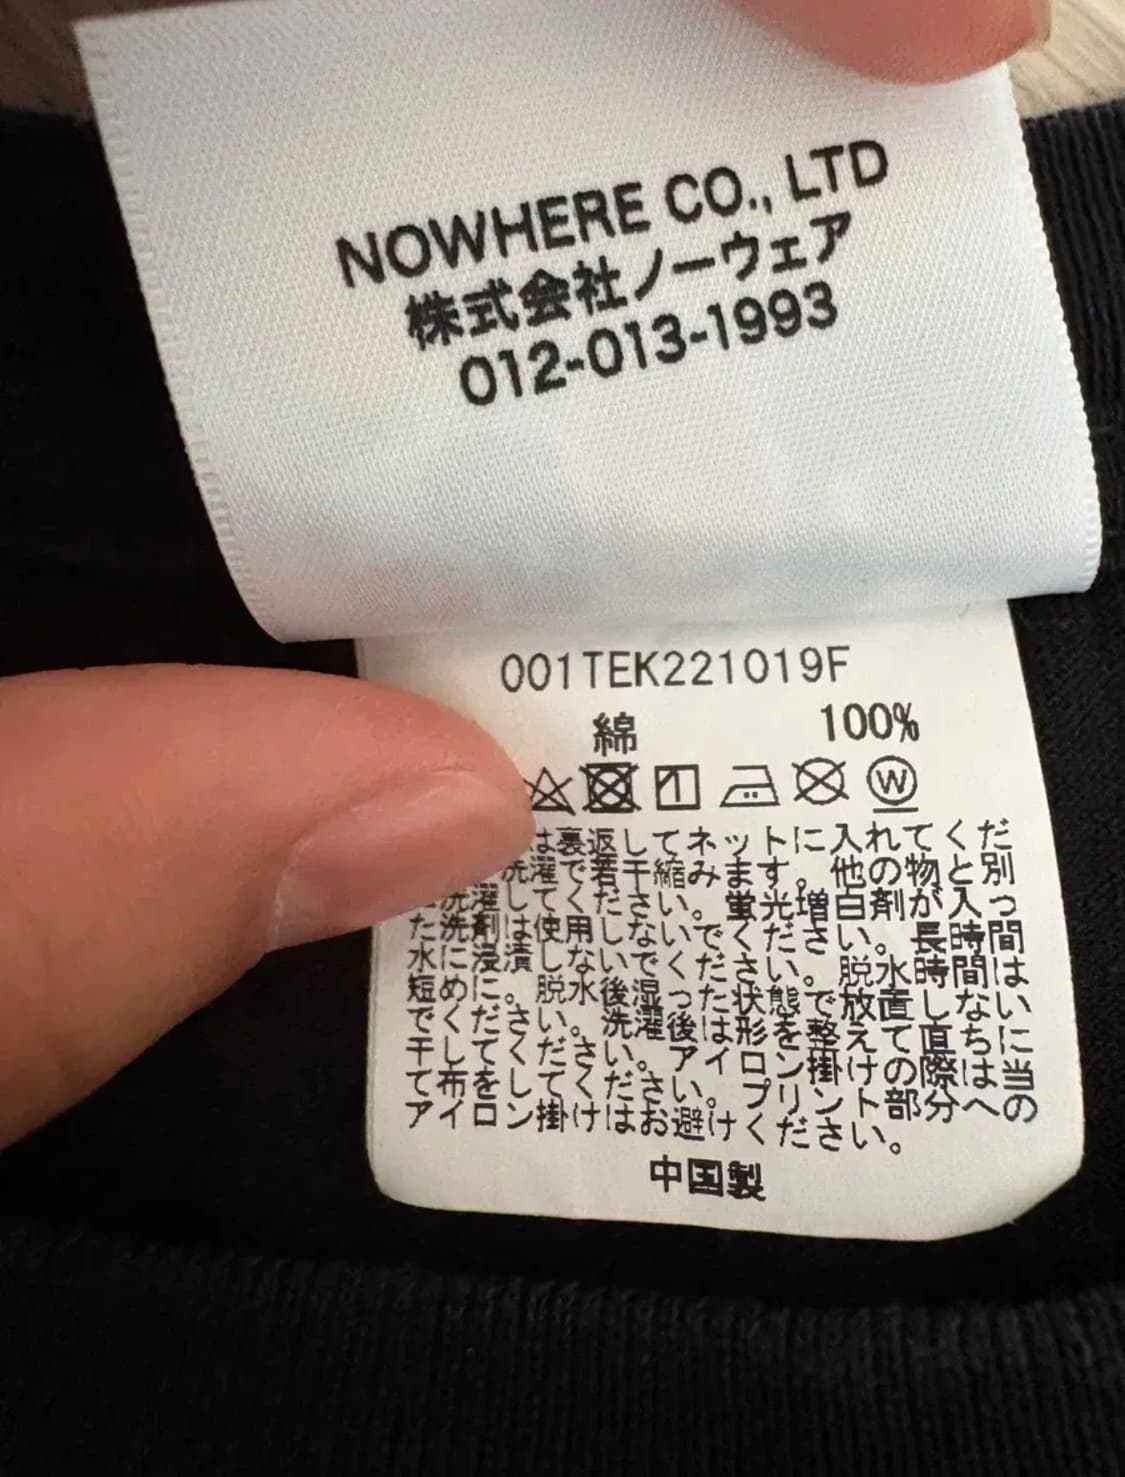 NOWHERE CO., LTD
株式会社ノーウェア
012-013-1993
001TEK221019F
綿 100%
W
は裏返してネットに入れてくだ
洗濯で若干縮みます。他の物と別
洗濯してください。蛍光増白剤が入っ
た洗剤は使用しないでください。長時間
水に浸漬しないでください。脱水時間は
短めに。脱水後湿った状態で放置しない
でください。洗濯後は形を整えて直ちに
干してください。アイロン掛けの際は当
て布をしてください。プリント部分への
アイロン掛けはお避けください。
中国製